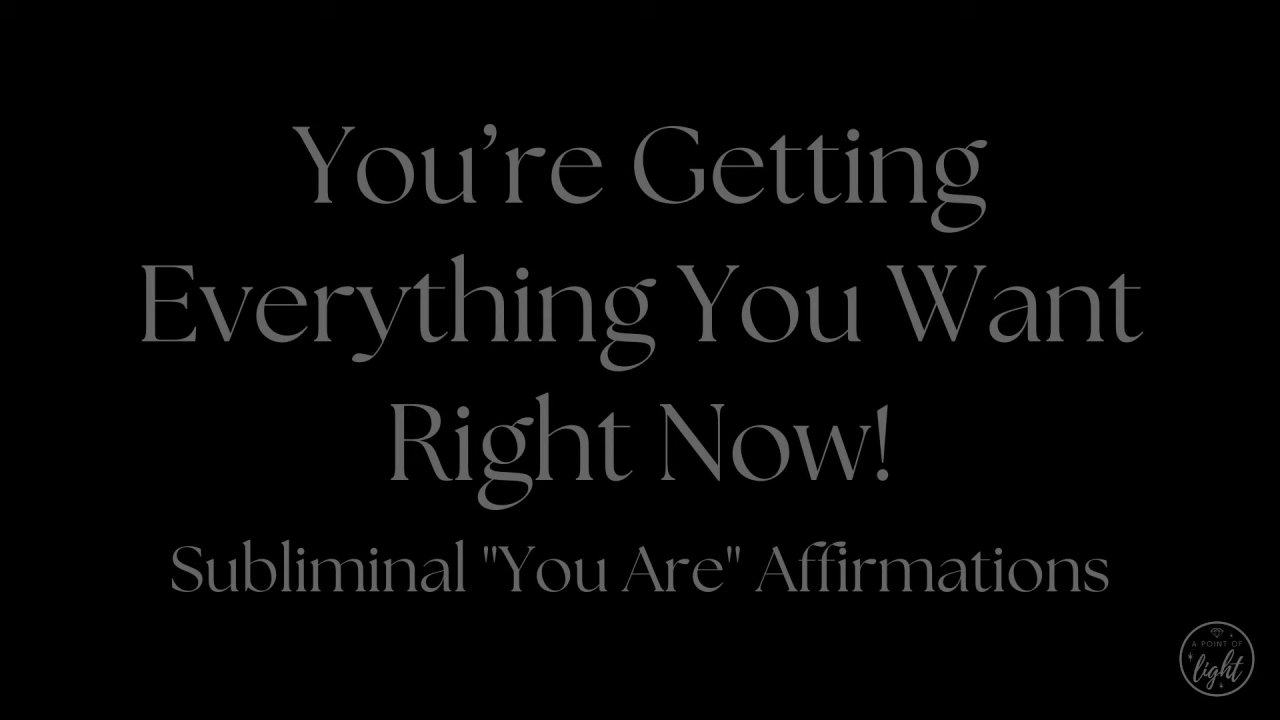 You’re Getting
Everything You Want
Right Now!
Subliminal "You Are" Affirmations
A POINT OF
light